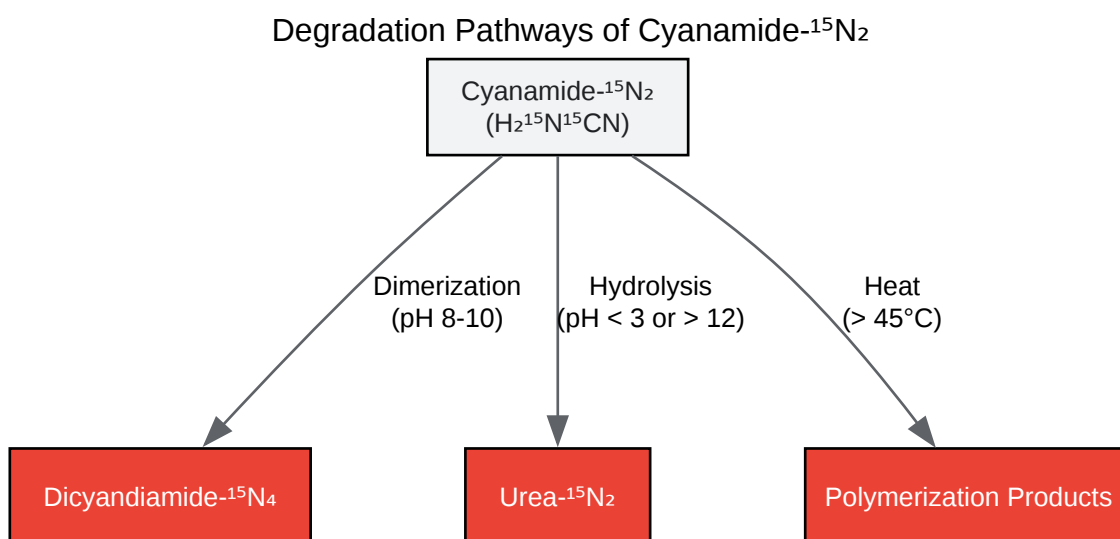 Degradation Pathways of Cyanamide-¹⁵N₂
Cyanamide-¹⁵N₂
(H₂¹⁵N¹⁵CN)
Dimerization
(pH 8-10)
Hydrolysis
(pH < 3 or > 12)
Heat
(> 45°C)
Dicyandiamide-¹⁵N₄
Urea-¹⁵N₂
Polymerization Products